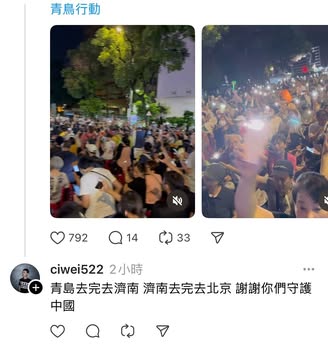 青鳥行動
792 14 33
ciwei522 2小時
青島去完去濟南 濟南去完去北京 謝謝你們守護
中國